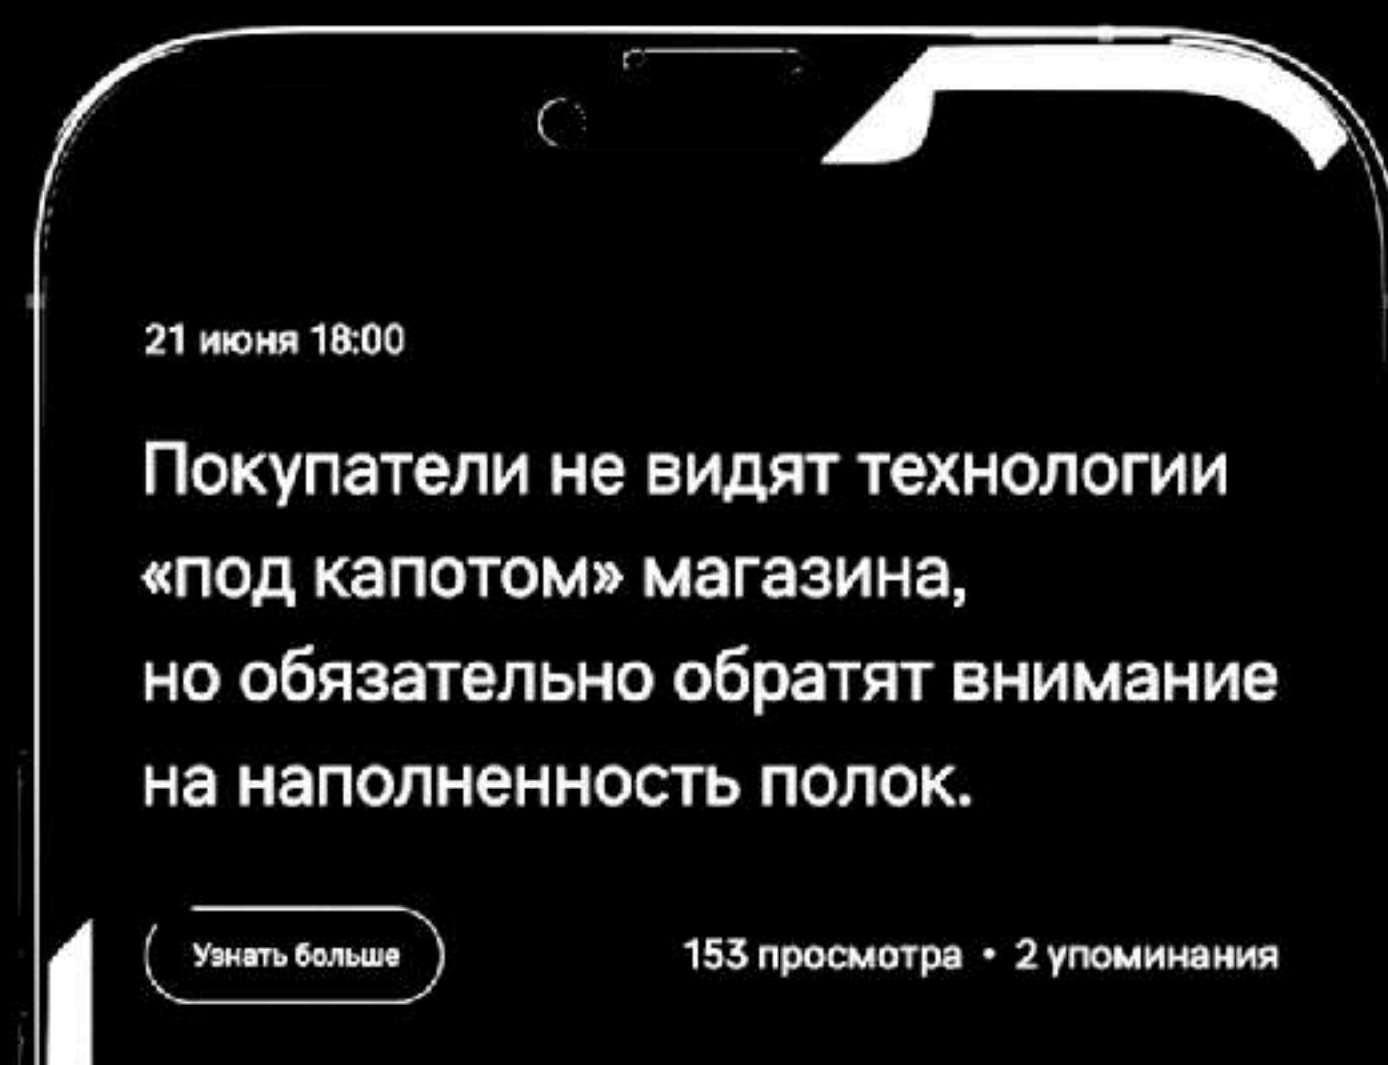 21 июня 18:00
Покупатели не видят технологии
«под капотом» магазина,
но обязательно обратят внимание
на наполненность полок.
Узнать больше
153 просмотра • 2 упоминания